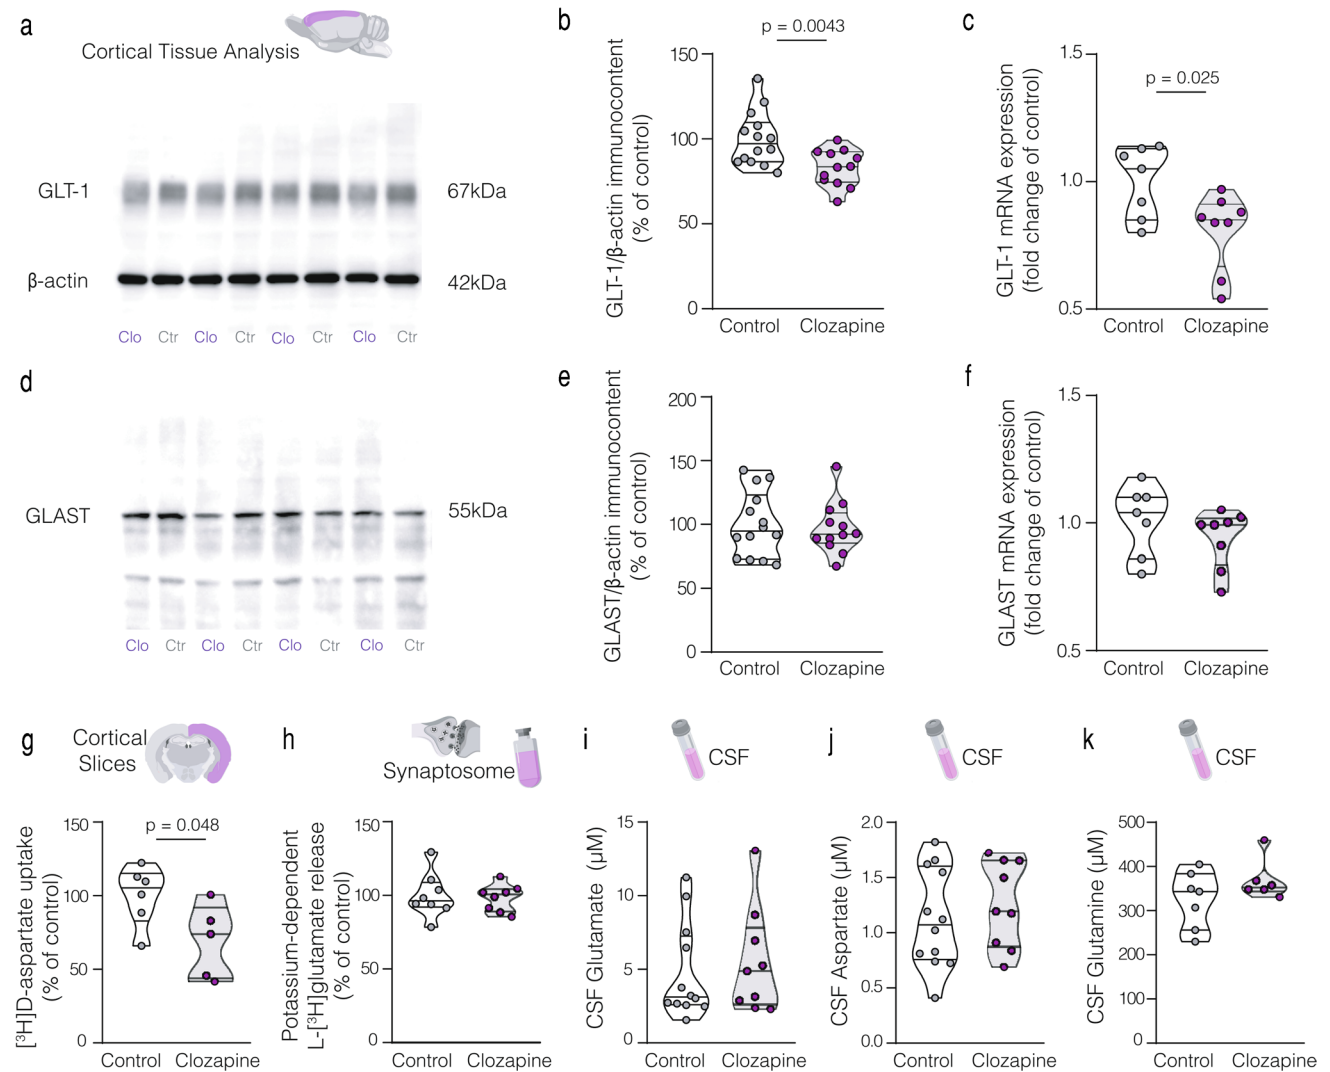 a
Cortical Tissue Analysis
GLT-1
67kDa
β-actin
42kDa
Clo Ctr Clo Ctr Clo Ctr Clo Ctr
b
p = 0.0043
GLT-1/β-actin immunocontent
(% of control)
150
100
50
0
Control Clozapine
c
p = 0.025
GLT-1 mRNA expression
(fold change of control)
1.5
1.0
0.5
Control Clozapine
d
GLAST
55kDa
Clo Ctr Clo Ctr Clo Ctr Clo Ctr
e
GLAST/β-actin immunocontent
(% of control)
200
150
100
50
0
Control Clozapine
f
GLAST mRNA expression
(fold change of control)
1.5
1.0
0.5
Control Clozapine
g
Cortical
Slices
p = 0.048
[³H]D-aspartate uptake
(% of control)
150
100
50
0
Control Clozapine
h
Synaptosome
Potassium-dependent
L-[³H]glutamate release
(% of control)
150
100
50
0
Control Clozapine
i
CSF
CSF Glutamate (μM)
15
10
5
0
Control Clozapine
j
CSF
CSF Aspartate (μM)
2.0
1.5
1.0
0.5
0.0
Control Clozapine
k
CSF
CSF Glutamine (μM)
500
400
300
200
100
0
Control Clozapine